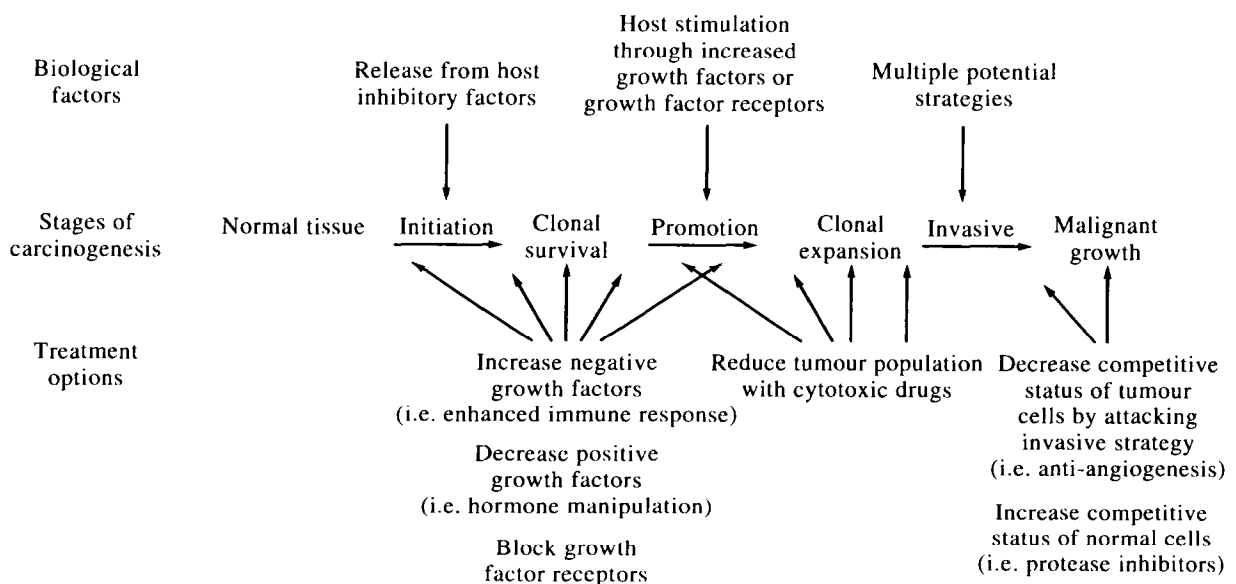 Biological
factors
Release from host
inhibitory factors
Host stimulation
through increased
growth factors or
growth factor receptors
Multiple potential
strategies
Stages of
carcinogenesis
Normal tissue
Initiation
Clonal
survival
Promotion
Clonal
expansion
Invasive
Malignant
growth
Treatment
options
Increase negative
growth factors
(i.e. enhanced immune response)
Decrease positive
growth factors
(i.e. hormone manipulation)
Block growth
factor receptors
Reduce tumour population
with cytotoxic drugs
Decrease competitive
status of tumour
cells by attacking
invasive strategy
(i.e. anti-angiogenesis)
Increase competitive
status of normal cells
(i.e. protease inhibitors)